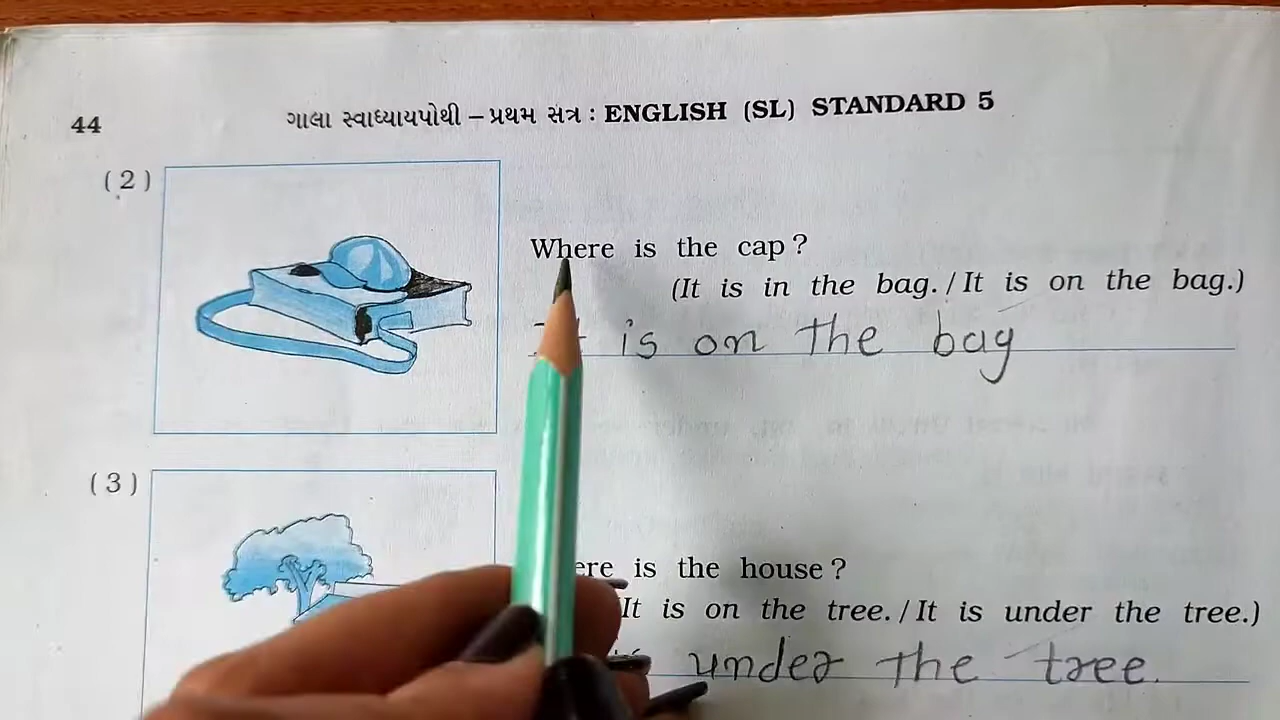 44
ગાલા સ્વાધ્યાયપોથી – પ્રથમ સત્ર : ENGLISH (SL) STANDARD 5
(2)
Where is the cap?
(It is in the bag. / It is on the bag.)
is on the bag
(3)
is the house?
(It is on the tree. / It is under the tree.)
under the tree.